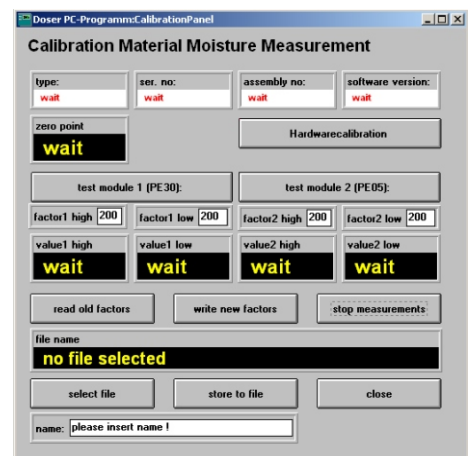 Doser PC-Programm:CalibrationPanel
Calibration Material Moisture Measurement
type: ser. no: assembly no: software version:
wait wait wait wait
zero point
wait
Hardwarecalibration
test module 1 (PE30): test module 2 (PE05):
factor1 high 200 factor1 low 200 factor2 high 200 factor2 low 200
value1 high value1 low value2 high value2 low
wait wait wait wait
read old factors write new factors stop measurements
file name
no file selected
select file store to file close
name: please insert name !